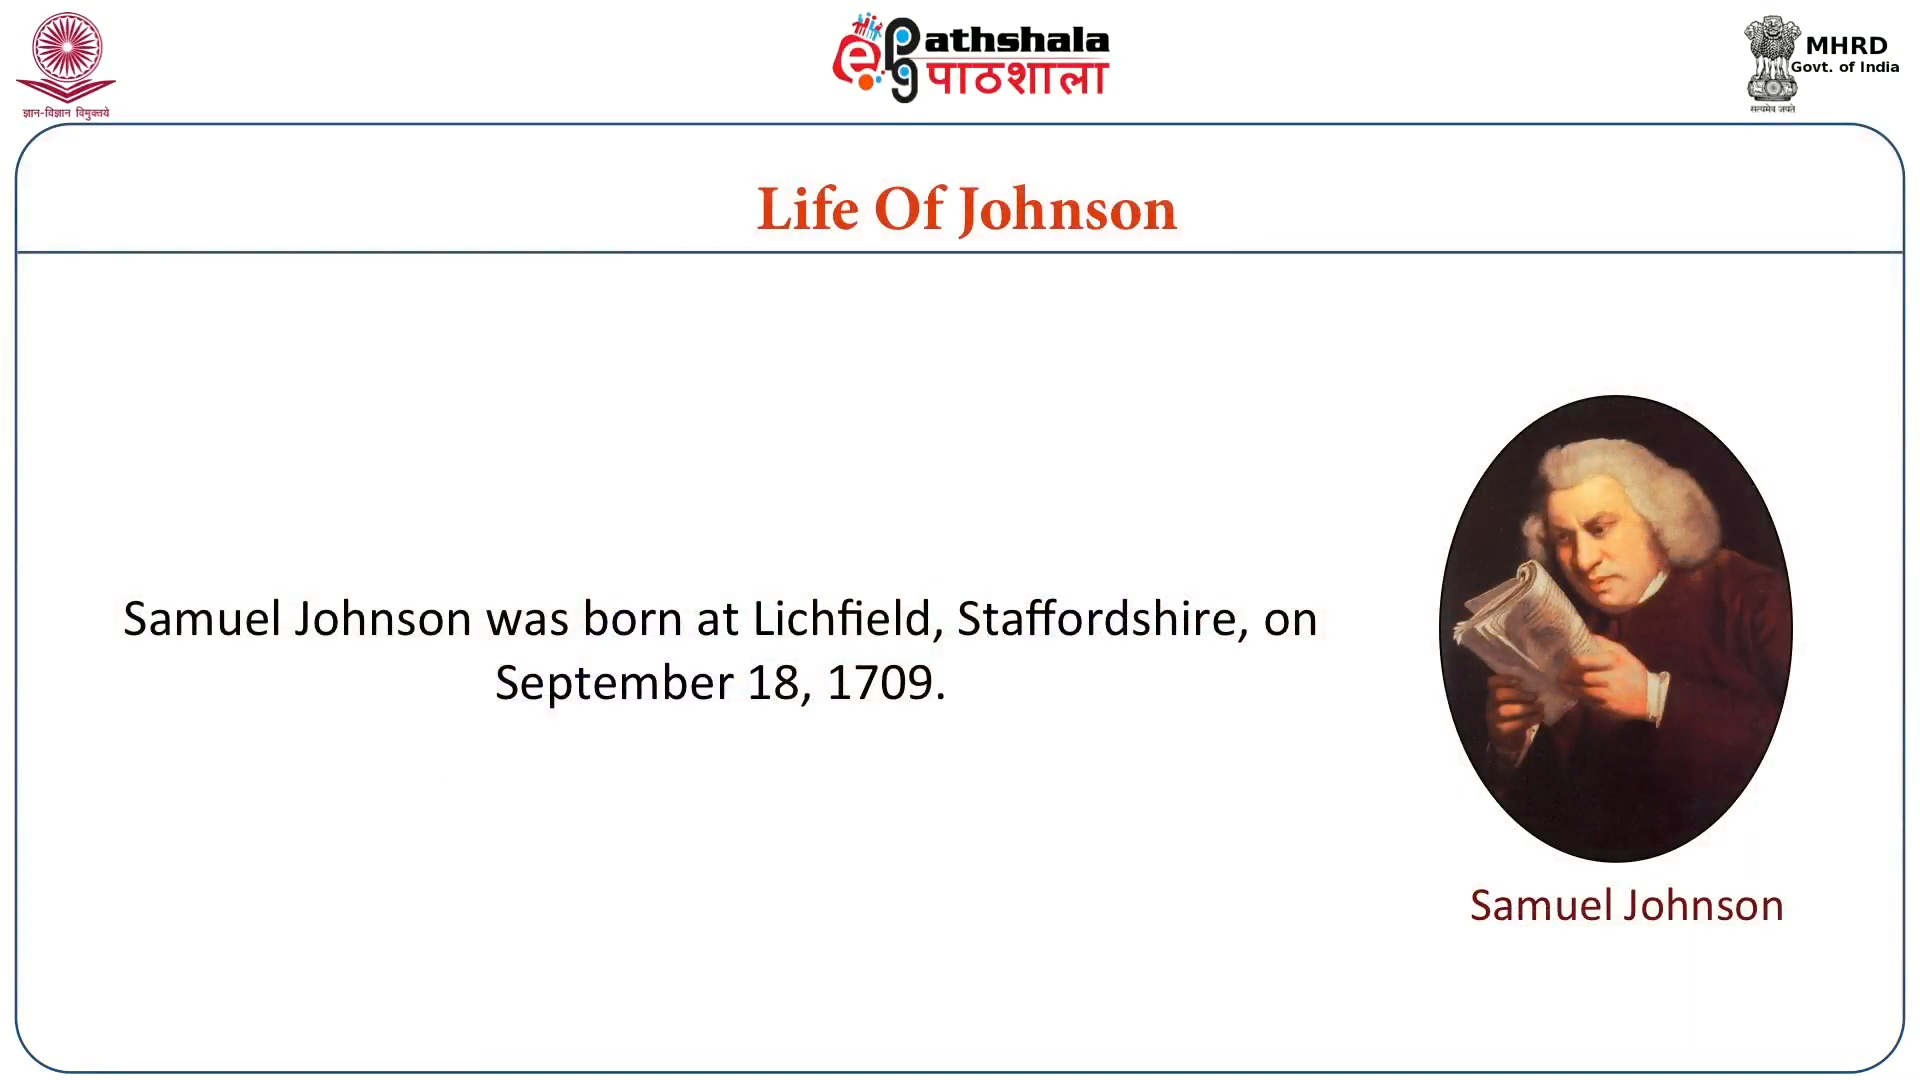 ज्ञान-विज्ञान विमुक्तये
ePathshala
पाठशाला
MHRD
Govt. of India
सत्यमेव जयते
Life Of Johnson
Samuel Johnson was born at Lichfield, Staffordshire, on
September 18, 1709.
Samuel Johnson